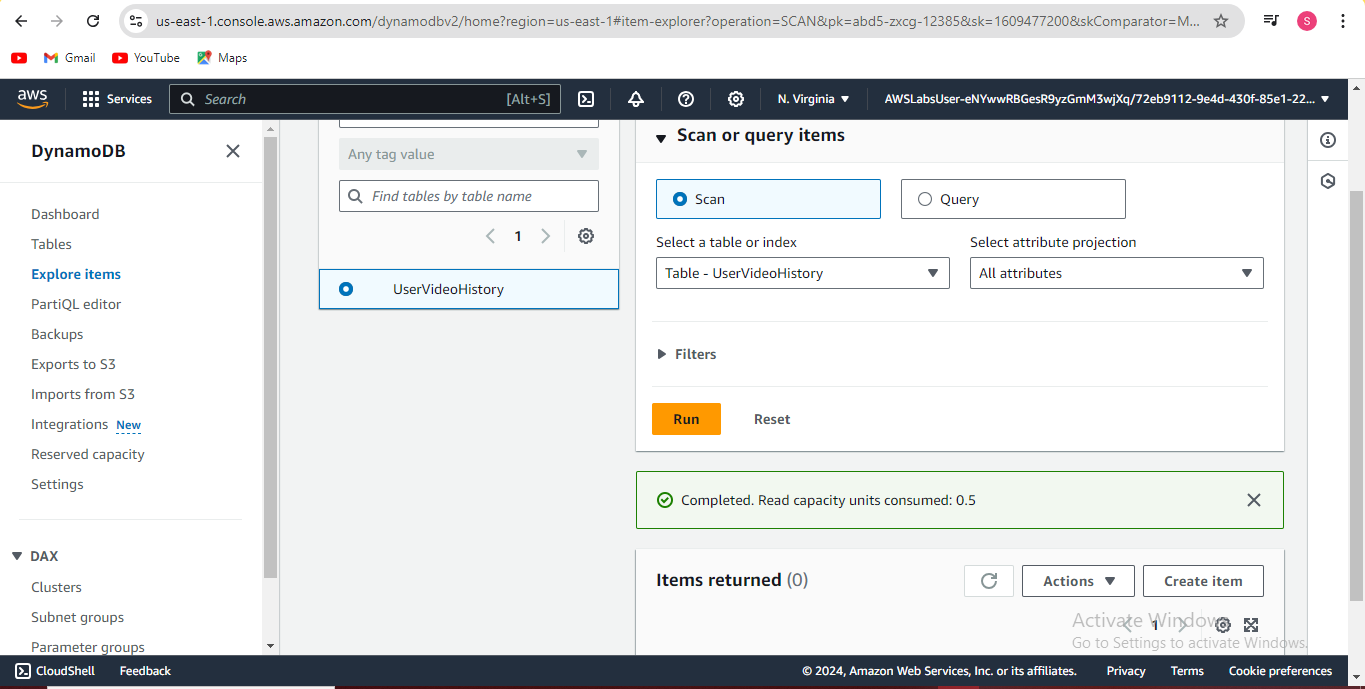 us-east-1.console.aws.amazon.com/dynamodbv2/home?region=us-east-1#item-explorer?operation=SCAN&pk=abd5-zxcg-12385&sk=1609477200&skComparator=M...
S
Gmail
YouTube
Maps
aws
Services
Search
[Alt+S]
N. Virginia
AWSLabsUser-eNYwwRBGesR9yzGmM3wjXq/72eb9112-9e4d-430f-85e1-22...
DynamoDB
Dashboard
Tables
Explore items
PartiQL editor
Backups
Exports to S3
Imports from S3
Integrations New
Reserved capacity
Settings
DAX
Clusters
Subnet groups
Parameter groups
Any tag value
Find tables by table name
1
UserVideoHistory
Scan or query items
Scan
Query
Select a table or index
Select attribute projection
Table - UserVideoHistory
All attributes
Filters
Run
Reset
Completed. Read capacity units consumed: 0.5
Items returned (0)
Actions
Create item
1
Activate Windows
Go to Settings to activate Windows.
CloudShell
Feedback
© 2024, Amazon Web Services, Inc. or its affiliates.
Privacy
Terms
Cookie preferences